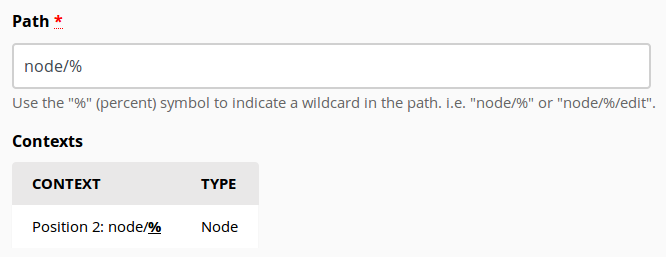 Path *
node/%
Use the "%" (percent) symbol to indicate a wildcard in the path. i.e. "node/%" or "node/%/edit".
Contexts
CONTEXT TYPE
Position 2: node/% Node